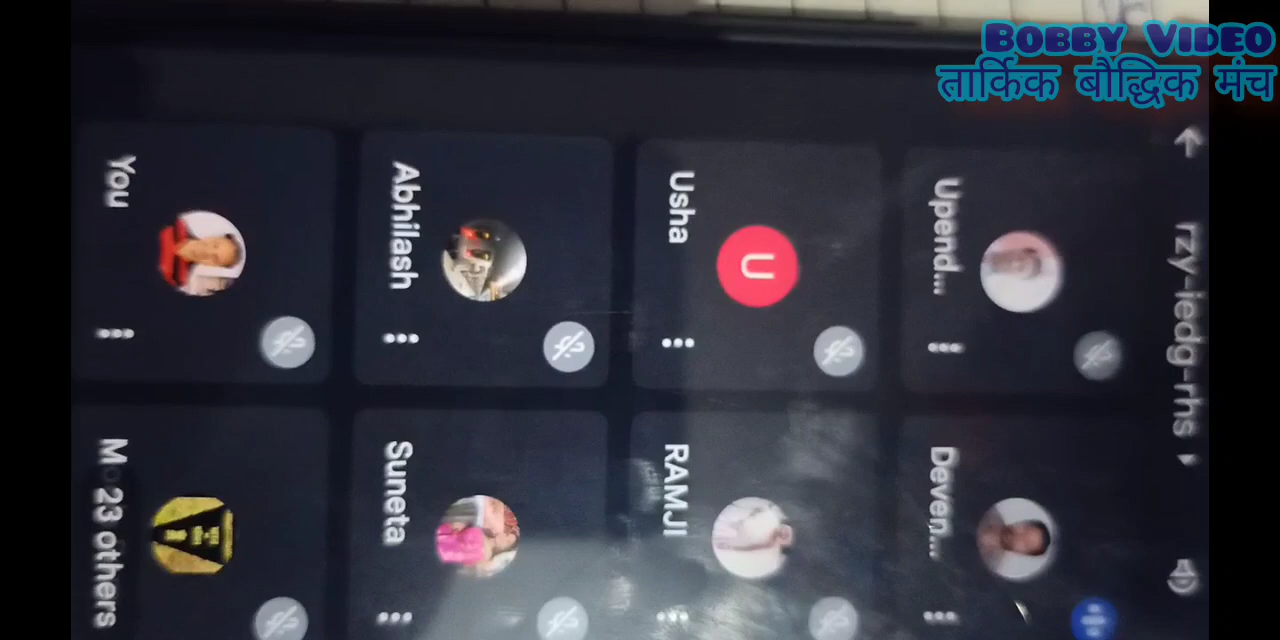 Bobby Video
तार्किक बौद्धिक मंच
rzy-iedg-rhs
Upend...
Deven...
Usha
U
RAMJI
Abhilash
Suneta
You
M
23 others